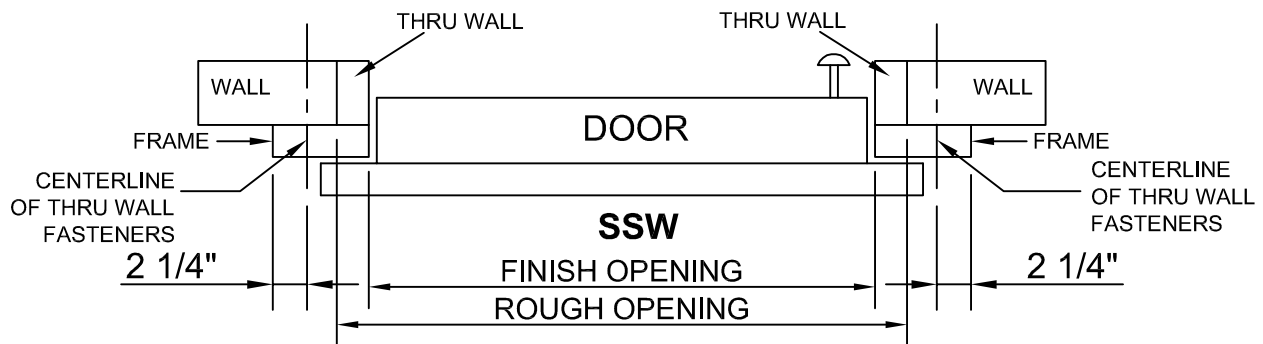 THRU WALL
THRU WALL
WALL
WALL
DOOR
FRAME
FRAME
CENTERLINE
OF THRU WALL
FASTENERS
CENTERLINE
OF THRU WALL
FASTENERS
SSW
2 1/4"
FINISH OPENING
2 1/4"
ROUGH OPENING